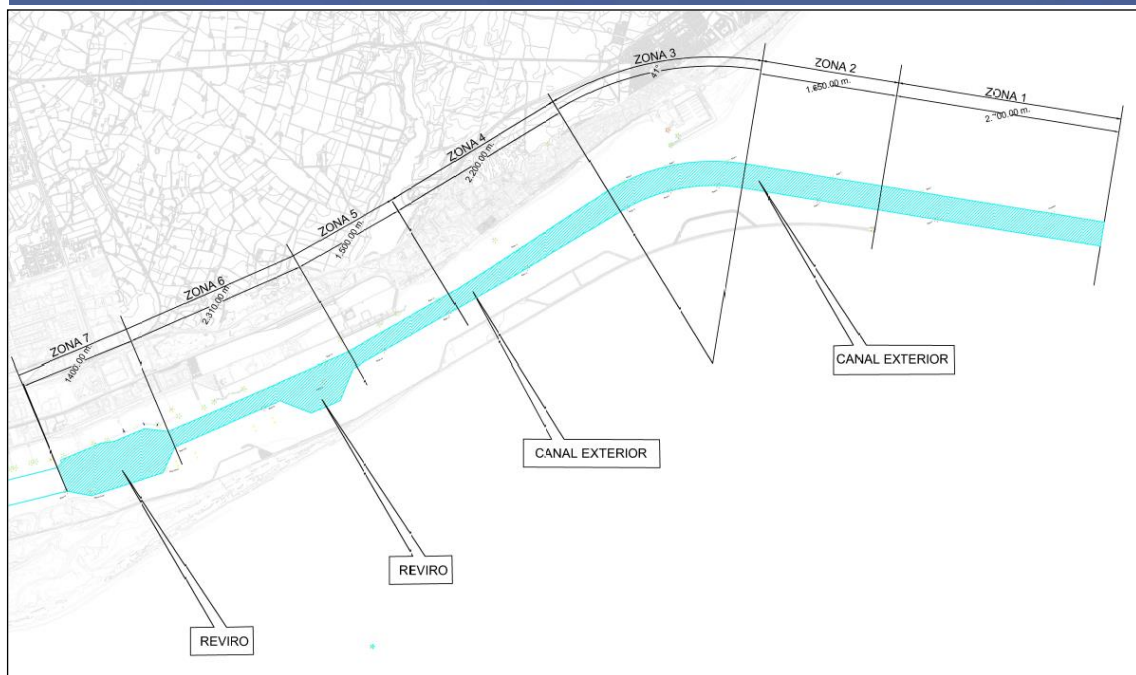 ZONA 3
41°
ZONA 2
1.650.00 m.
ZONA 1
ZONA 4
2.200.00 m.
ZONA 5
1.500.00 m.
ZONA 6
2.310.00 m.
ZONA 7
1400.00 m.
CANAL EXTERIOR
CANAL EXTERIOR
REVIRO
REVIRO